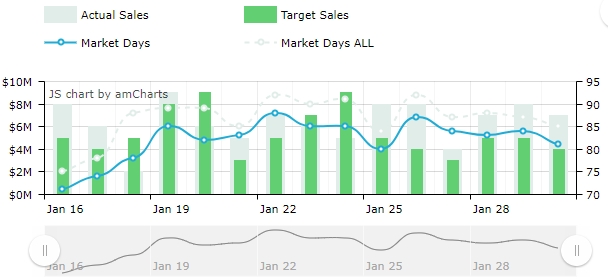 Actual Sales Target Sales
Market Days Market Days ALL
$10M 95
JS chart by amCharts
$8M 90
$6M 85
$4M 80
$2M 75
$0M 70
Jan 16 Jan 19 Jan 22 Jan 25 Jan 28
Jan 16 Jan 19 Jan 22 Jan 25 Jan 28